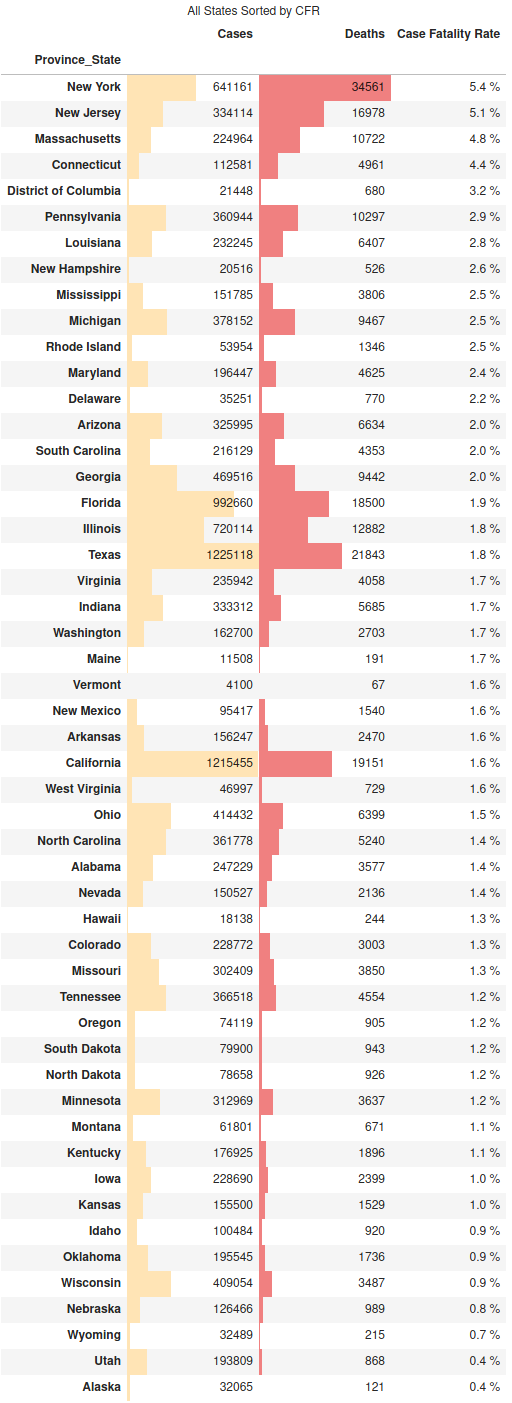 All States Sorted by CFR
Cases Deaths Case Fatality Rate
Province_State
New York 641161 34561 5.4 %
New Jersey 334114 16978 5.1 %
Massachusetts 224964 10722 4.8 %
Connecticut 112581 4961 4.4 %
District of Columbia 21448 680 3.2 %
Pennsylvania 360944 10297 2.9 %
Louisiana 232245 6407 2.8 %
New Hampshire 20516 526 2.6 %
Mississippi 151785 3806 2.5 %
Michigan 378152 9467 2.5 %
Rhode Island 53954 1346 2.5 %
Maryland 196447 4625 2.4 %
Delaware 35251 770 2.2 %
Arizona 325995 6634 2.0 %
South Carolina 216129 4353 2.0 %
Georgia 469516 9442 2.0 %
Florida 992660 18500 1.9 %
Illinois 720114 12882 1.8 %
Texas 1225118 21843 1.8 %
Virginia 235942 4058 1.7 %
Indiana 333312 5685 1.7 %
Washington 162700 2703 1.7 %
Maine 11508 191 1.7 %
Vermont 4100 67 1.6 %
New Mexico 95417 1540 1.6 %
Arkansas 156247 2470 1.6 %
California 1215455 19151 1.6 %
West Virginia 46997 729 1.6 %
Ohio 414432 6399 1.5 %
North Carolina 361778 5240 1.4 %
Alabama 247229 3577 1.4 %
Nevada 150527 2136 1.4 %
Hawaii 18138 244 1.3 %
Colorado 228772 3003 1.3 %
Missouri 302409 3850 1.3 %
Tennessee 366518 4554 1.2 %
Oregon 74119 905 1.2 %
South Dakota 79900 943 1.2 %
North Dakota 78658 926 1.2 %
Minnesota 312969 3637 1.2 %
Montana 61801 671 1.1 %
Kentucky 176925 1896 1.1 %
Iowa 228690 2399 1.0 %
Kansas 155500 1529 1.0 %
Idaho 100484 920 0.9 %
Oklahoma 195545 1736 0.9 %
Wisconsin 409054 3487 0.9 %
Nebraska 126466 989 0.8 %
Wyoming 32489 215 0.7 %
Utah 193809 868 0.4 %
Alaska 32065 121 0.4 %